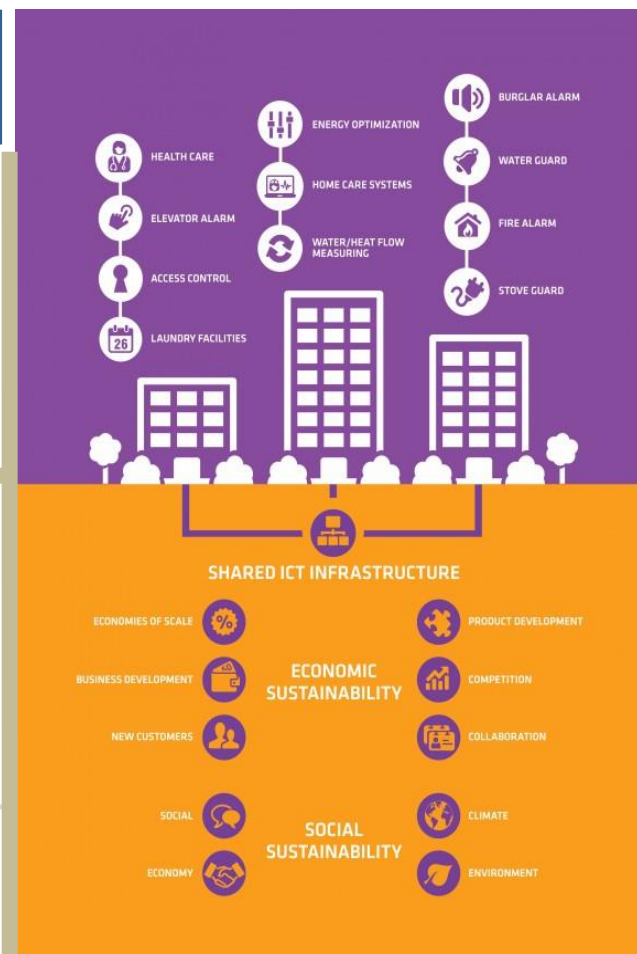 HEALTH CARE
ELEVATOR ALARM
ACCESS CONTROL
26
LAUNDRY FACILITIES
ENERGY OPTIMIZATION
HOME CARE SYSTEMS
WATER/HEAT FLOW
MEASURING
BURGLAR ALARM
WATER GUARD
FIRE ALARM
STOVE GUARD
SHARED ICT INFRASTRUCTURE
ECONOMIES OF SCALE
%
BUSINESS DEVELOPMENT
NEW CUSTOMERS
ECONOMIC
SUSTAINABILITY
PRODUCT DEVELOPMENT
COMPETITION
COLLABORATION
SOCIAL
ECONOMY
SOCIAL
SUSTAINABILITY
CLIMATE
ENVIRONMENT